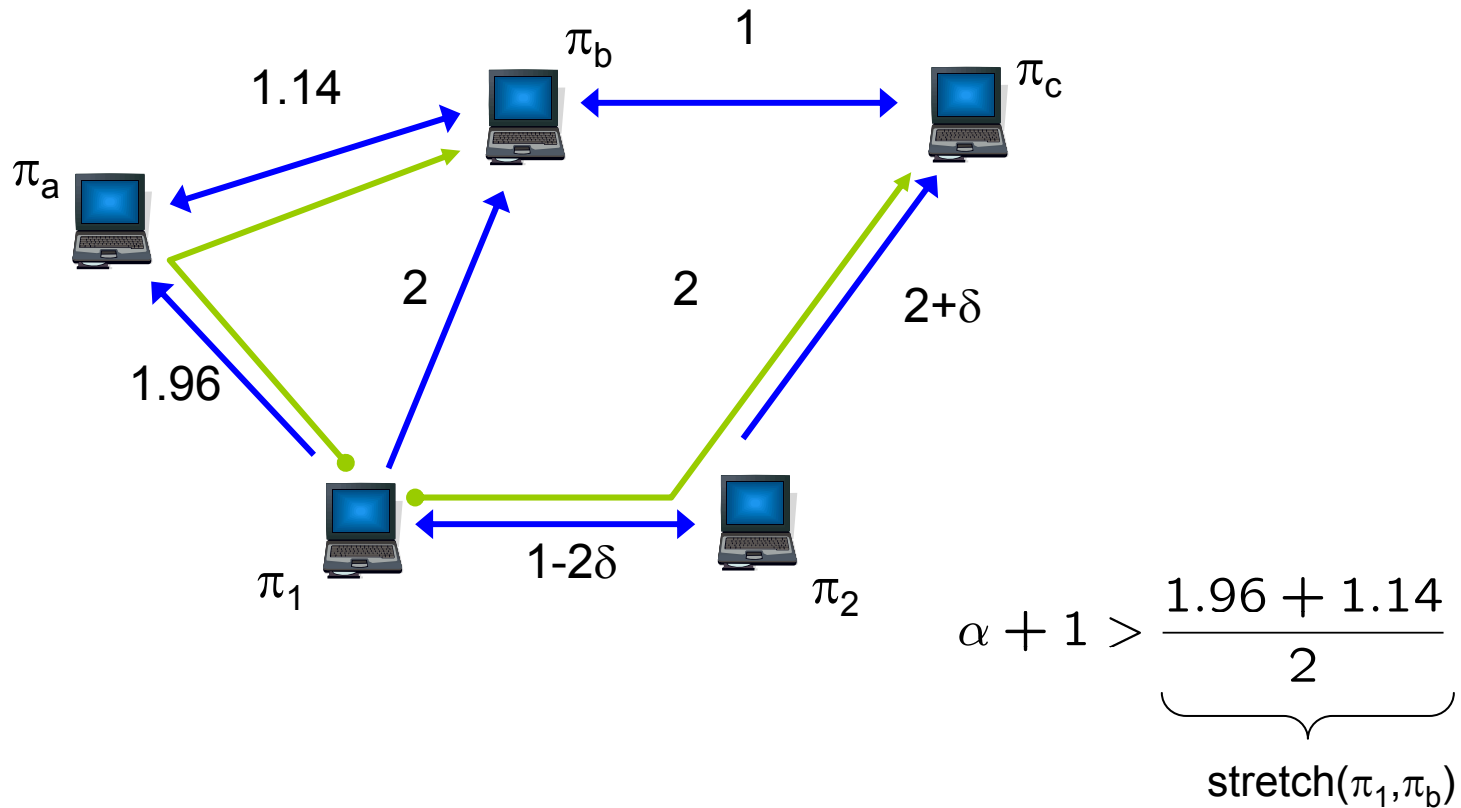 1
π_b
π_c
1.14
π_a
2
2
2+δ
1.96
1-2δ
π_1
π_2
α + 1 > \frac{1.96 + 1.14}{2}
stretch(π_1,π_b)